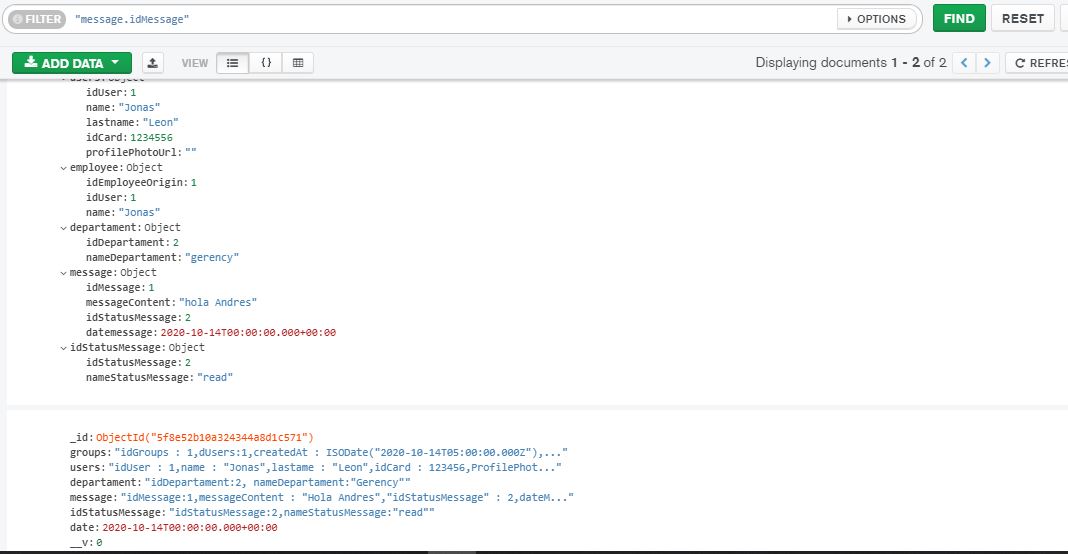 FILTER "message.idMessage" OPTIONS FIND RESET
ADD DATA VIEW {} Displaying documents 1 - 2 of 2 REFRE
users: Object
idUser: 1
name: "Jonas"
lastname: "Leon"
idCard: 1234556
profilePhotoUrl: ""
employee: Object
idEmployeeOrigin: 1
idUser: 1
name: "Jonas"
departament: Object
idDepartament: 2
nameDepartament: "gerency"
message: Object
idMessage: 1
messageContent: "hola Andres"
idStatusMessage: 2
datemessage: 2020-10-14T00:00:00.000+00:00
idStatusMessage: Object
idStatusMessage: 2
nameStatusMessage: "read"
_id: ObjectId("5f8e52b10a324344a8d1c571")
groups: "idGroups : 1,dUsers:1,createdAt : ISODate("2020-10-14T05:00:00.000Z"),..."
users: "idUser : 1,name : "Jonas",lastame : "Leon",idCard : 123456,ProfilePhot..."
departament: "idDepartament:2, nameDepartament:"Gerency""
message: "idMessage:1,messageContent : "Hola Andres","idStatusMessage" : 2,dateM..."
idStatusMessage: "idStatusMessage:2,nameStatusMessage:"read""
date: 2020-10-14T00:00:00.000+00:00
__v: 0